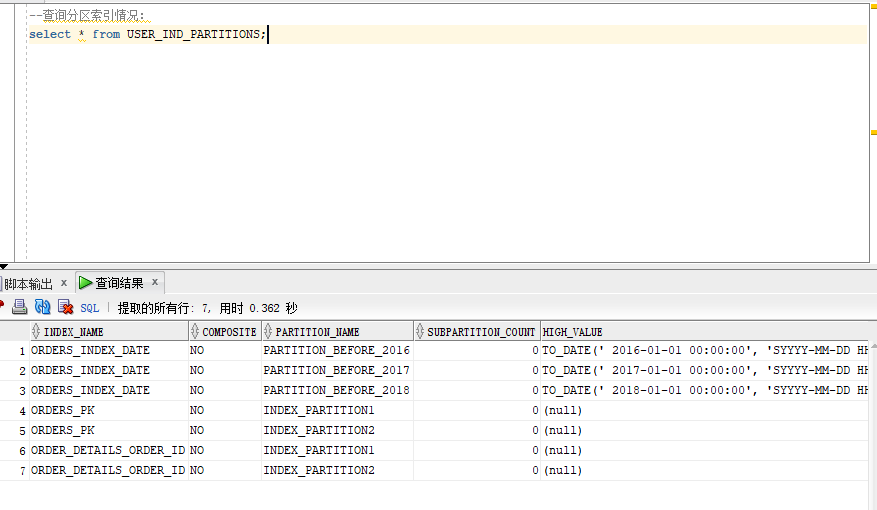 --查询分区索引情况:
select * from USER_IND_PARTITIONS;
脚本输出 x 查询结果 x
SQL | 提取的所有行: 7, 用时 0.362 秒
INDEX_NAME COMPOSITE PARTITION_NAME SUBPARTITION_COUNT HIGH_VALUE
1 ORDERS_INDEX_DATE NO PARTITION_BEFORE_2016 0 TO_DATE(' 2016-01-01 00:00:00', 'SYYYY-MM-DD HH
2 ORDERS_INDEX_DATE NO PARTITION_BEFORE_2017 0 TO_DATE(' 2017-01-01 00:00:00', 'SYYYY-MM-DD HH
3 ORDERS_INDEX_DATE NO PARTITION_BEFORE_2018 0 TO_DATE(' 2018-01-01 00:00:00', 'SYYYY-MM-DD HH
4 ORDERS_PK NO INDEX_PARTITION1 0 (null)
5 ORDERS_PK NO INDEX_PARTITION2 0 (null)
6 ORDER_DETAILS_ORDER_ID NO INDEX_PARTITION1 0 (null)
7 ORDER_DETAILS_ORDER_ID NO INDEX_PARTITION2 0 (null)